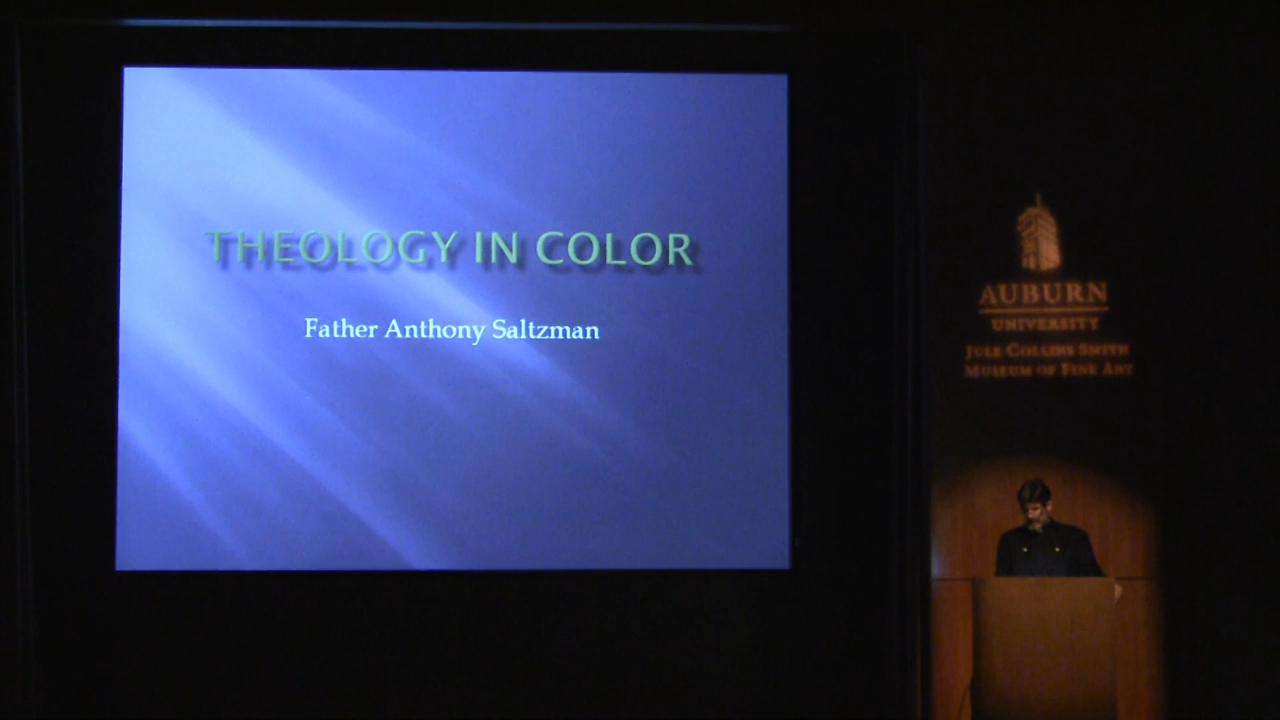 THEOLOGY IN COLOR
Father Anthony Saltzman
AUBURN
UNIVERSITY
JULE COLLINS SMITH
MUSEUM OF FINE ART